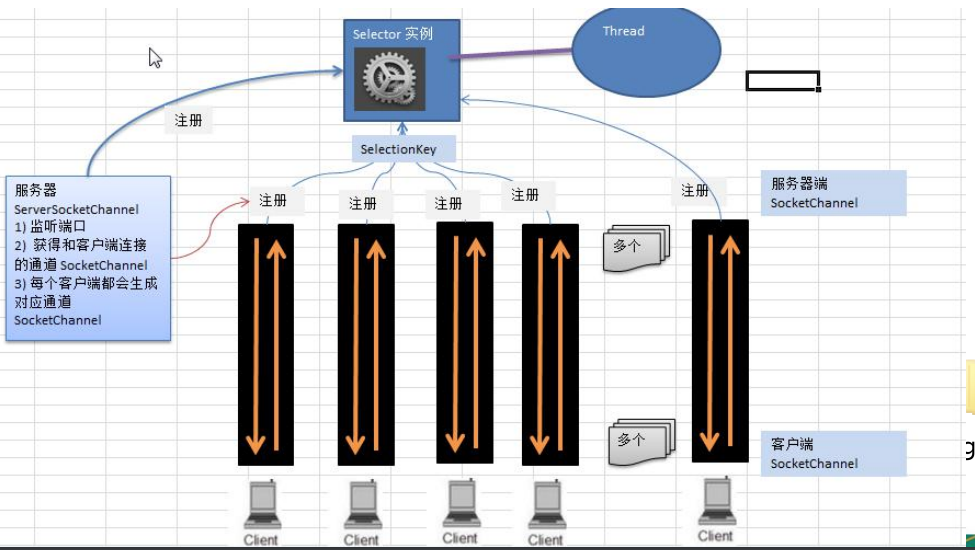 Selector 实例
Thread
注册
SelectionKey
服务器
ServerSocketChannel
1) 监听端口
2) 获得和客户端连接
的通道 SocketChannel
3) 每个客户端都会生成
对应通道
SocketChannel
注册
注册
注册
注册
注册
服务器端
SocketChannel
多个
多个
客户端
SocketChannel
g
Client
Client
Client
Client
Client